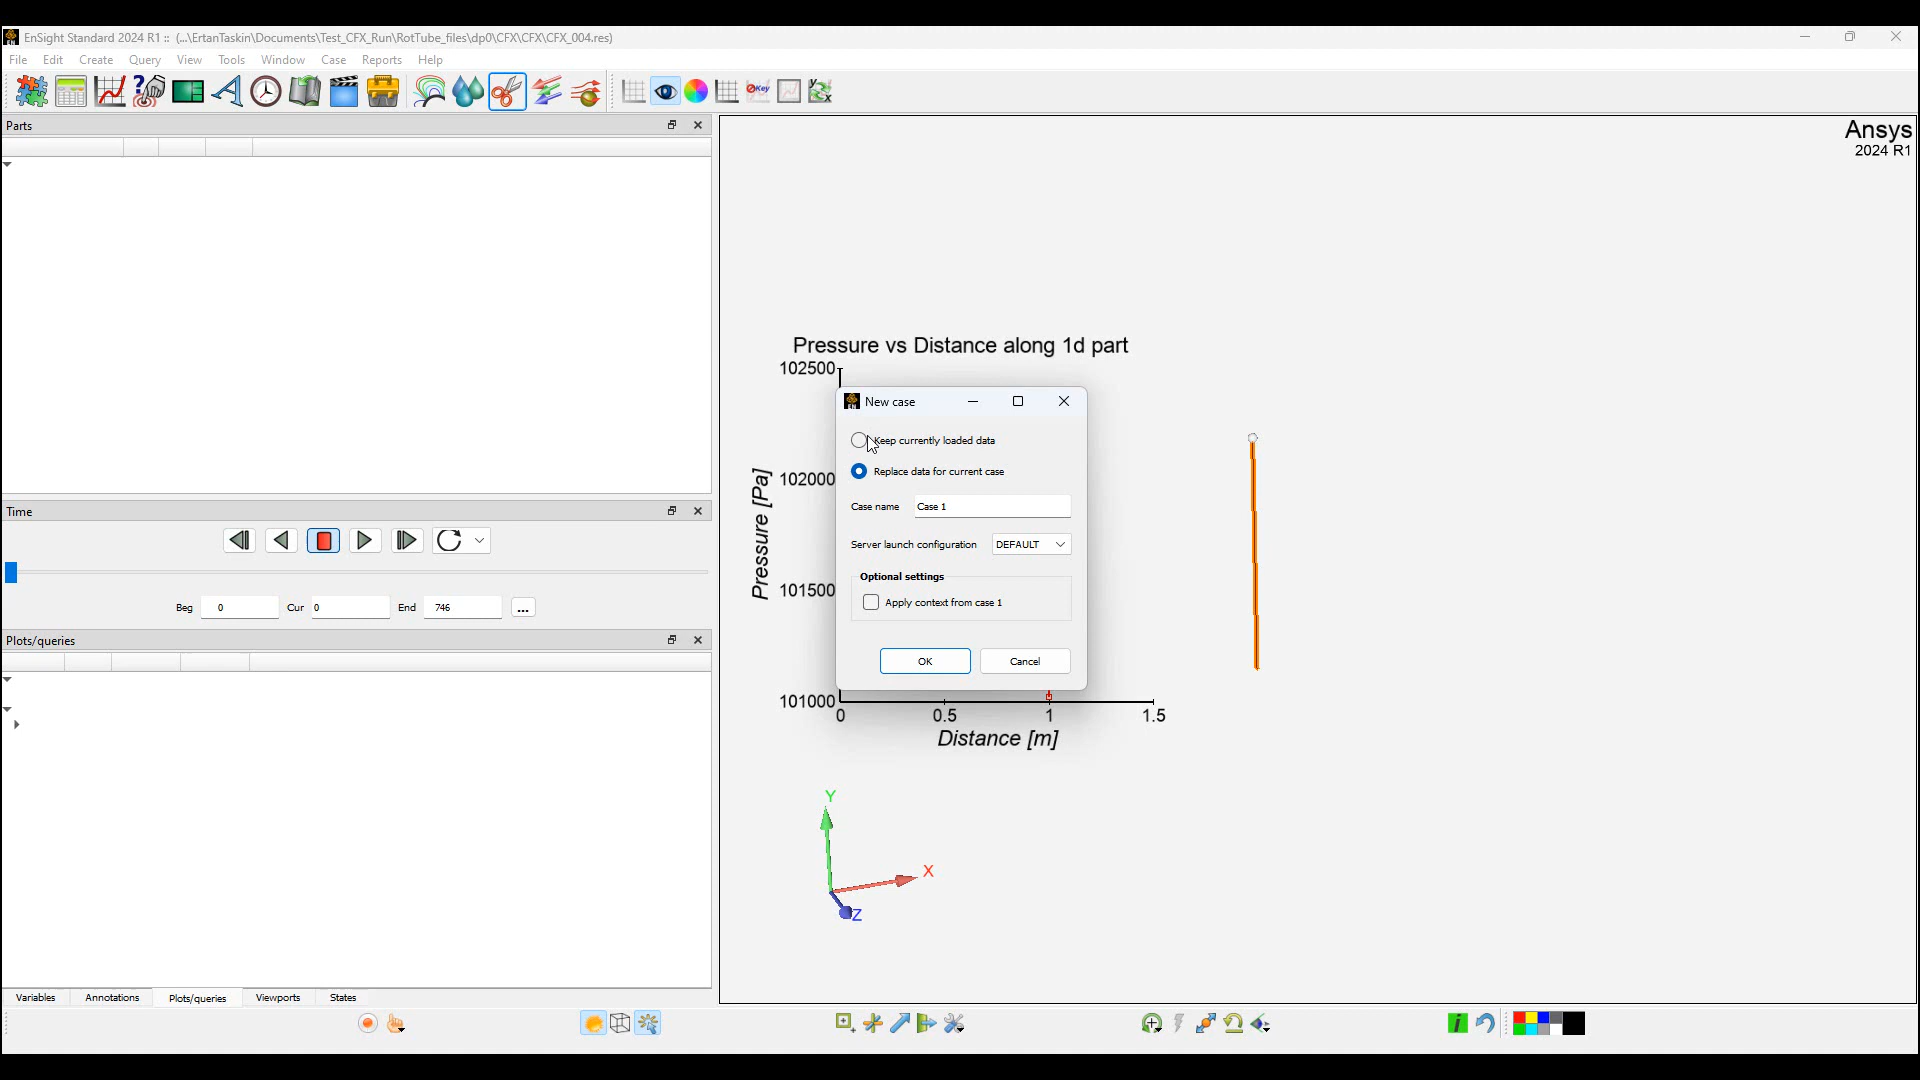 EnSight Standard 2024 R1 :: (...\ErtanTaskin\Documents\Test_CFX_Run\RotTube_files\dp0\CFX\CFX\CFX_004.res)
File Edit Create Query View Tools Window Case Reports Help
Key
Parts
Ansys
2024 R1
Pressure vs Distance along 1d part
102500
102000
101500
101000
Pressure [Pa]
0 0.5 1 1.5
Distance [m]
New case
Keep currently loaded data
Replace data for current case
Case name Case 1
Server launch configuration DEFAULT
Optional settings
Apply context from case 1
OK Cancel
Time
Beg 0 Cur 0 End 746 ...
Plots/queries
Y
X
Z
Variables Annotations Plots/queries Viewports States